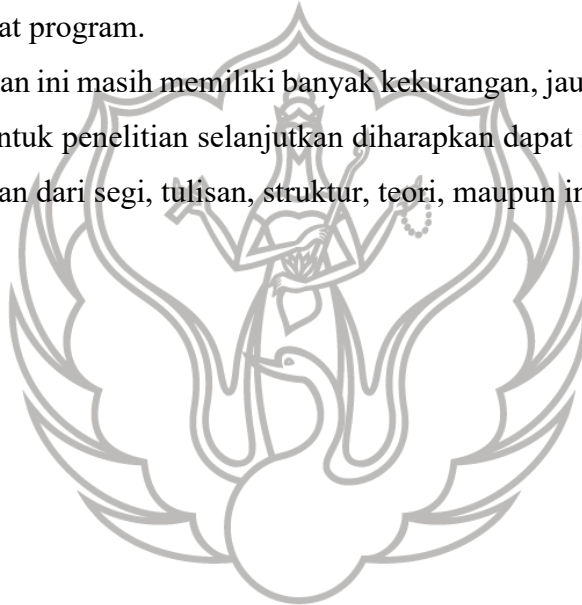 at program.
an ini masih memiliki banyak kekurangan, jau
ntuk penelitian selanjutkan diharapkan dapat
an dari segi, tulisan, struktur, teori, maupun in